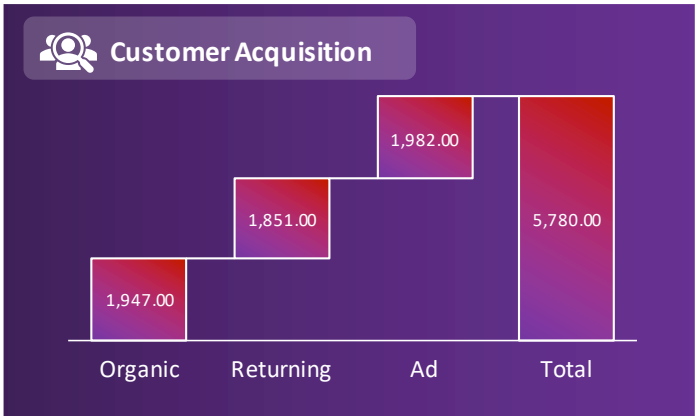 Customer Acquisition
1,982.00
1,851.00
5,780.00
1,947.00
Organic Returning Ad Total